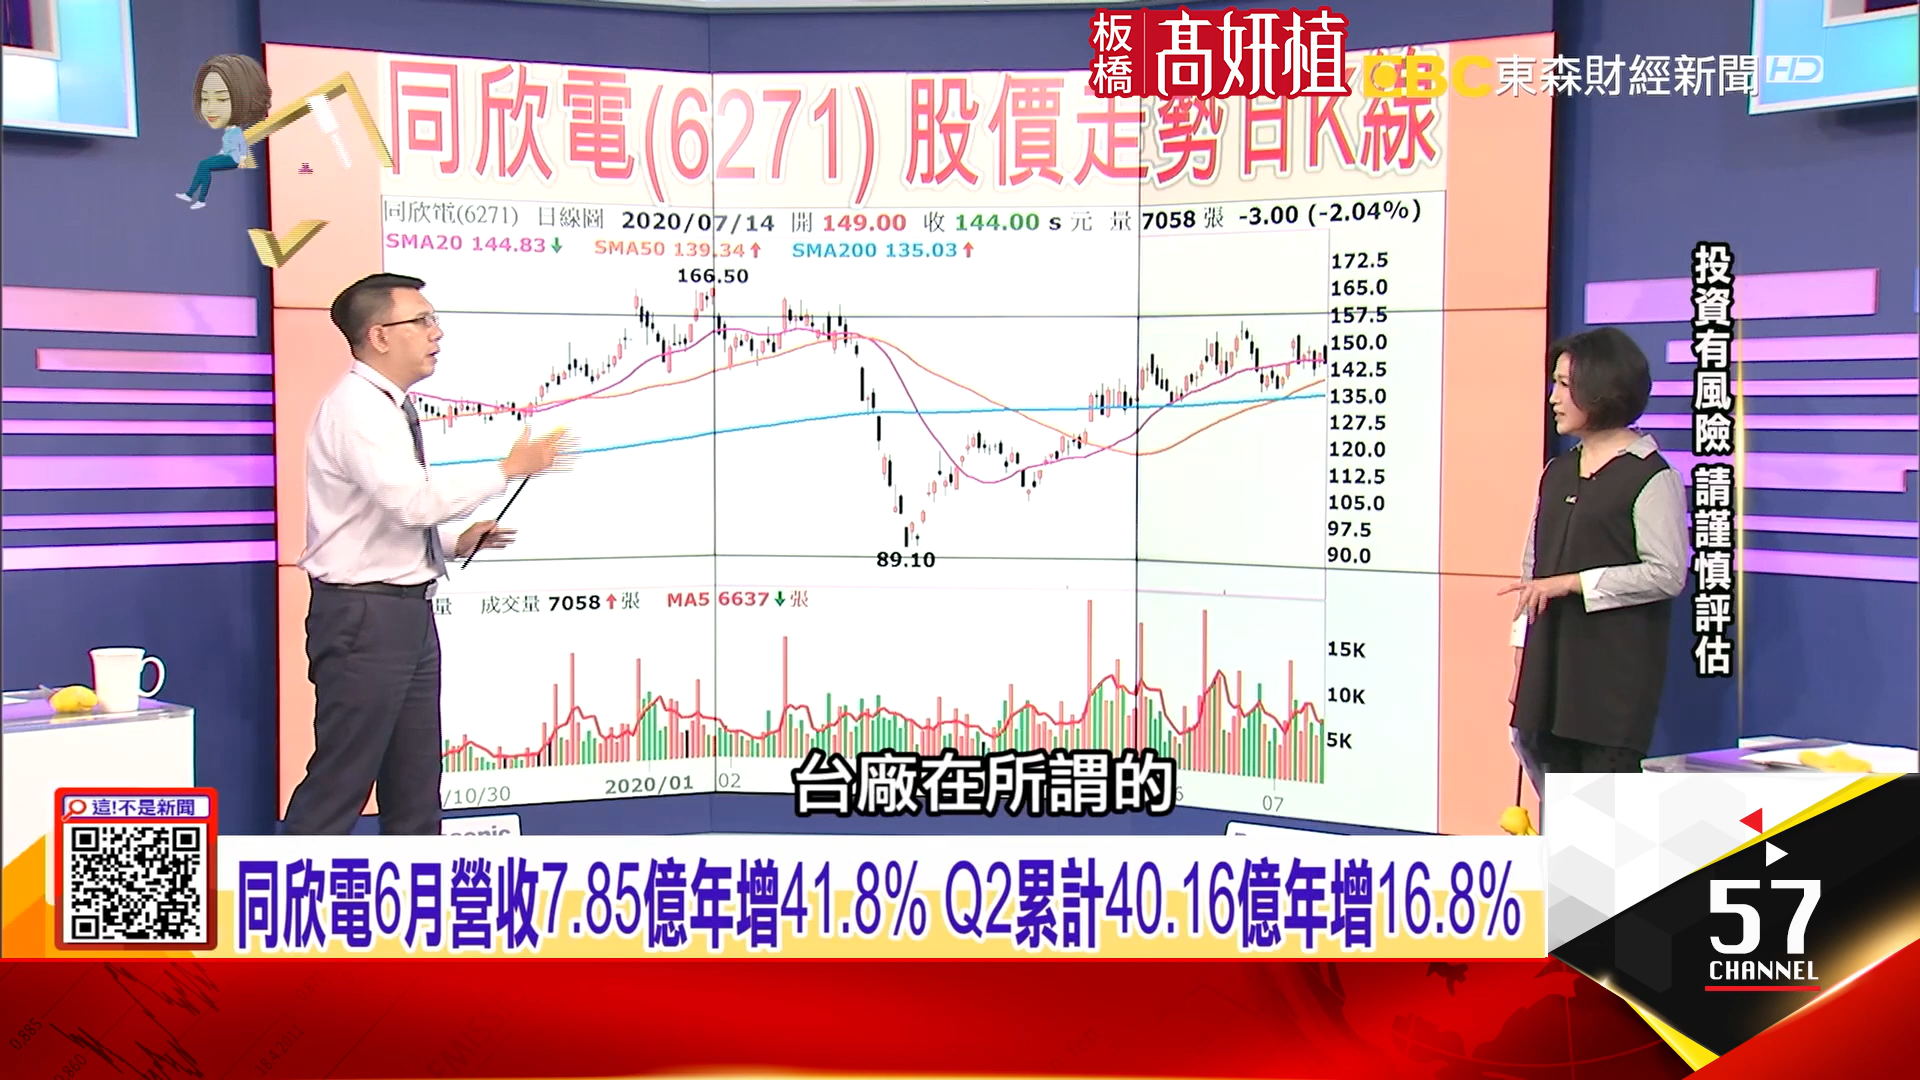 板橋 高妍植
EBC東森財經新聞HD
同欣電(6271) 股價走勢日K線
同欣電(6271) 日線圖 2020/07/14 開 149.00 收 144.00 s 元 量 7058 張 -3.00 (-2.04%)
SMA20 144.83↓ SMA50 139.34↑ SMA200 135.03↑
166.50
172.5
165.0
157.5
150.0
142.5
135.0
127.5
120.0
112.5
105.0
97.5
90.0
89.10
量 成交量 7058↑張 MA5 6637↓張
15K
10K
5K
/10/30 2020/01 02 07
投資有風險 請謹慎評估
台廠在所謂的
這!不是新聞
同欣電6月營收7.85億年增41.8% Q2累計40.16億年增16.8%
57
CHANNEL